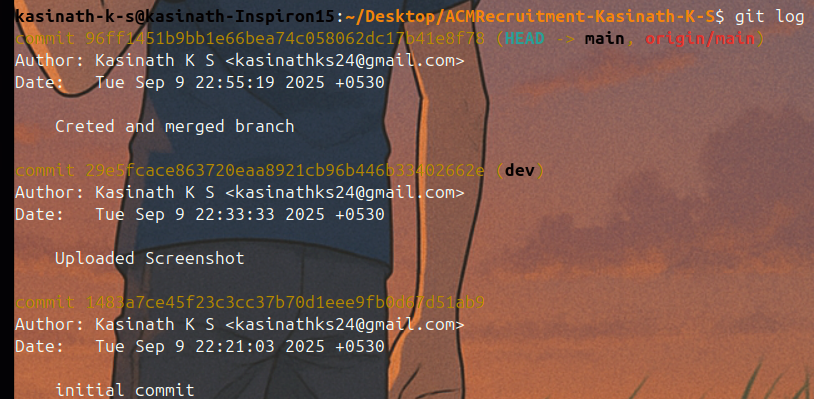 kasinath-k-s@kasinath-Inspiron15:~/Desktop/ACMRecruitment-Kasinath-K-S$ git log
commit 96ff1451b9bb1e66bea74c058062dc17b41e8f78 (HEAD -> main, origin/main)
Author: Kasinath K S <kasinathks24@gmail.com>
Date:   Tue Sep 9 22:55:19 2025 +0530
Creted and merged branch
commit 29e5fcace863720eaa8921cb96b446b33402662e (dev)
Author: Kasinath K S <kasinathks24@gmail.com>
Date:   Tue Sep 9 22:33:33 2025 +0530
Uploaded Screenshot
commit 1483a7ce45f23c3cc37b70d1eee9fb0d67d51ab9
Author: Kasinath K S <kasinathks24@gmail.com>
Date:   Tue Sep 9 22:21:03 2025 +0530
initial commit